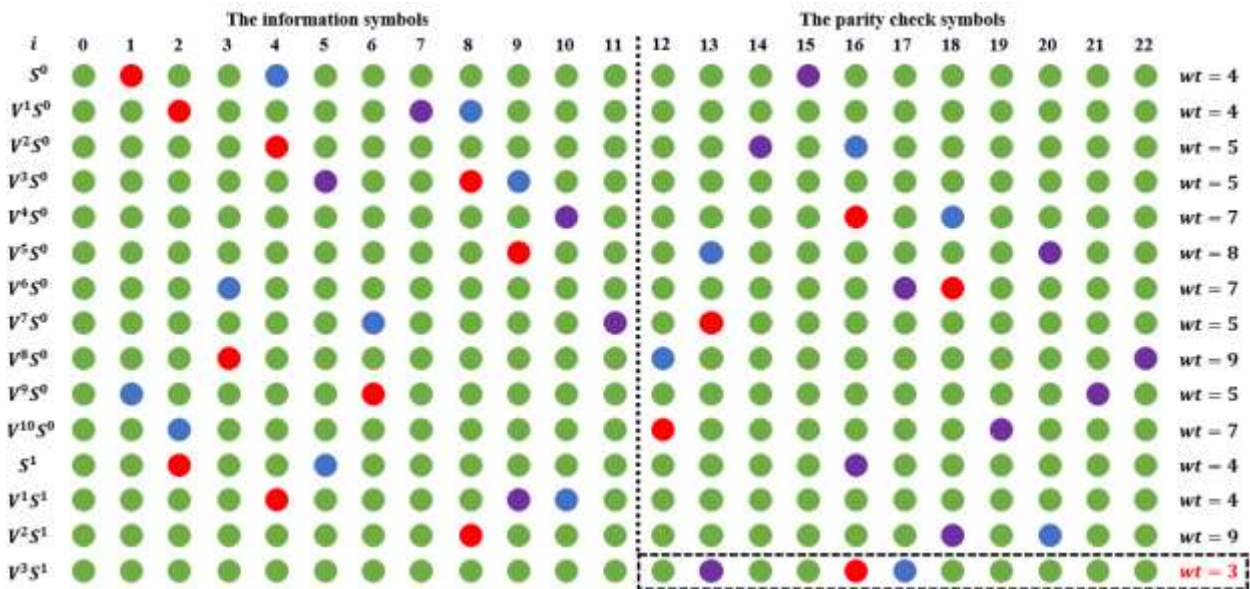 The information symbols The parity check symbols
i 0 1 2 3 4 5 6 7 8 9 10 11 12 13 14 15 16 17 18 19 20 21 22
S⁰ wt = 4
V¹S⁰ wt = 4
V²S⁰ wt = 5
V³S⁰ wt = 5
V⁴S⁰ wt = 7
V⁵S⁰ wt = 8
V⁶S⁰ wt = 7
V⁷S⁰ wt = 5
V⁸S⁰ wt = 9
V⁹S⁰ wt = 5
V¹⁰S⁰ wt = 7
S¹ wt = 4
V¹S¹ wt = 4
V²S¹ wt = 9
V³S¹ wt = 3